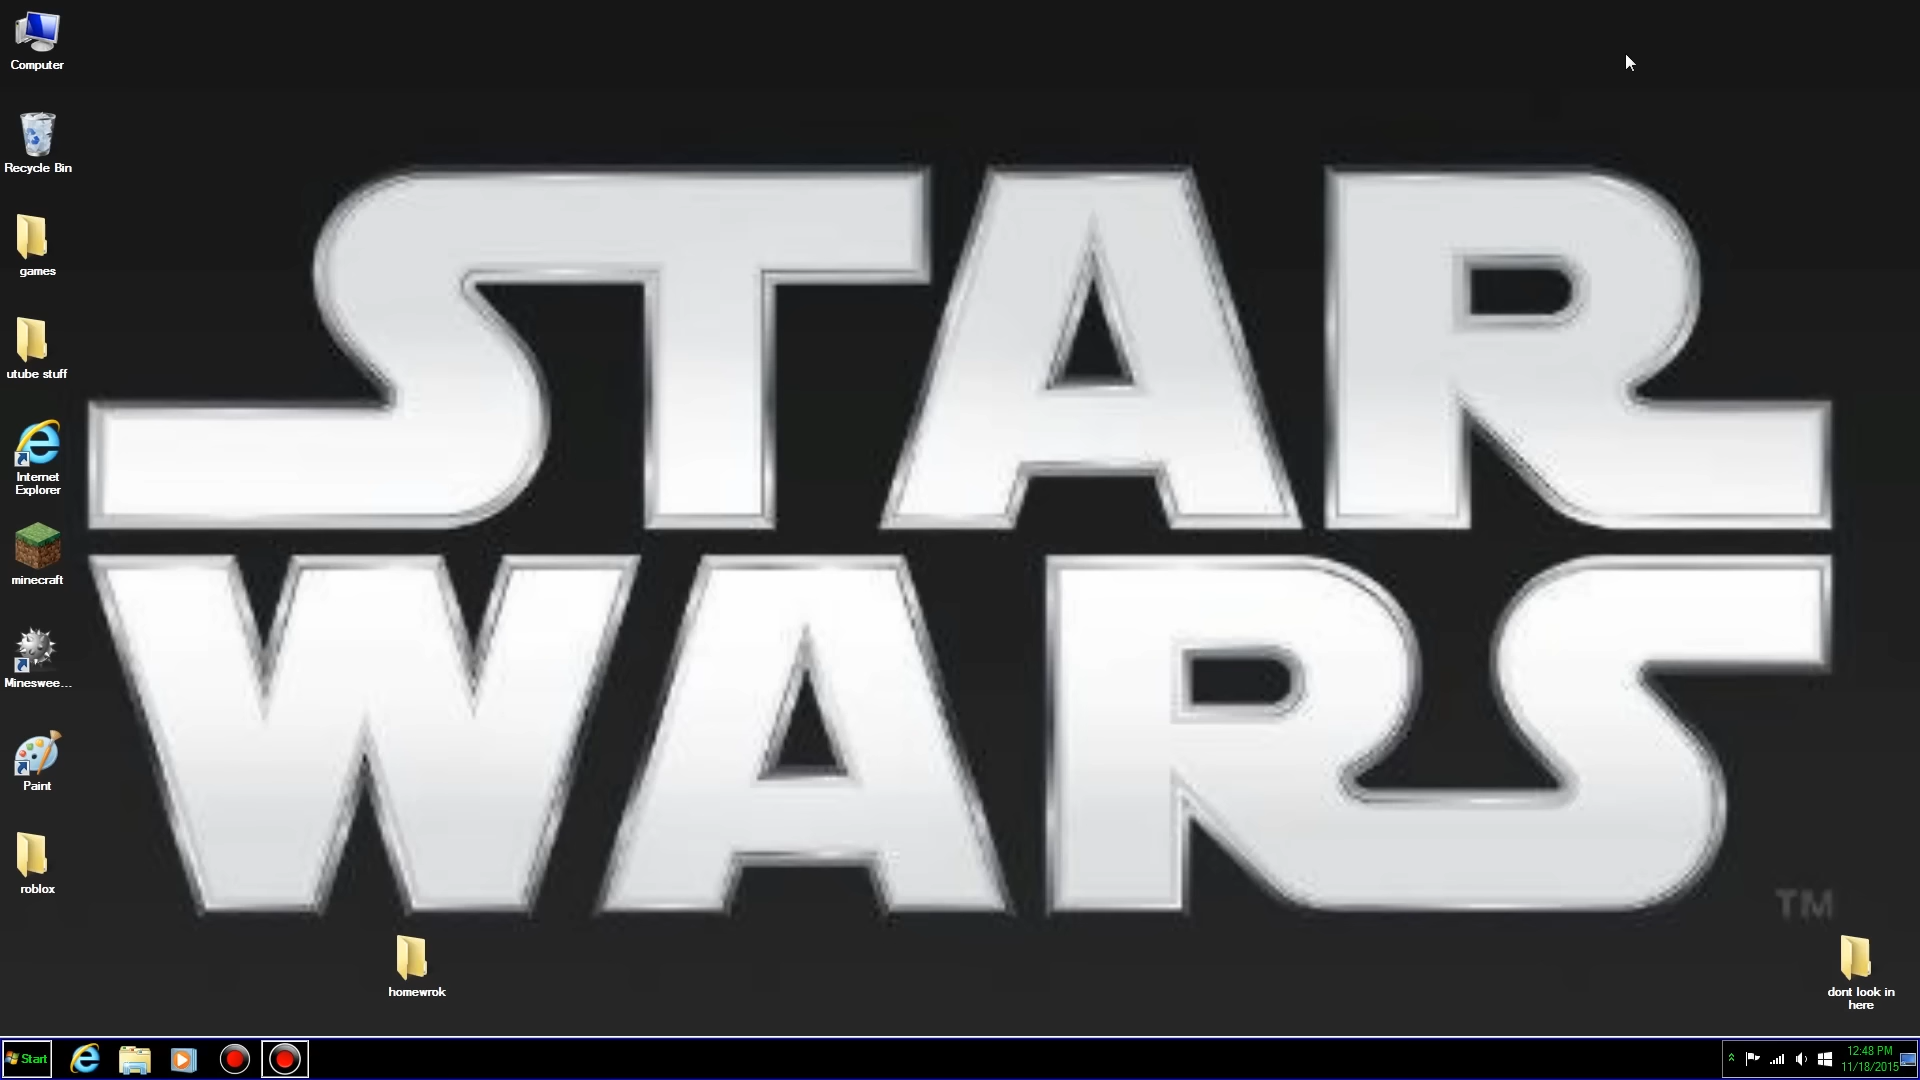 Computer
Recycle Bin
games
utube stuff
Internet
Explorer
minecraft
Mineswee...
Paint
roblox
STAR
WARS
TM
homewrok
dont look in
here
Start
12:48 PM
11/18/2015